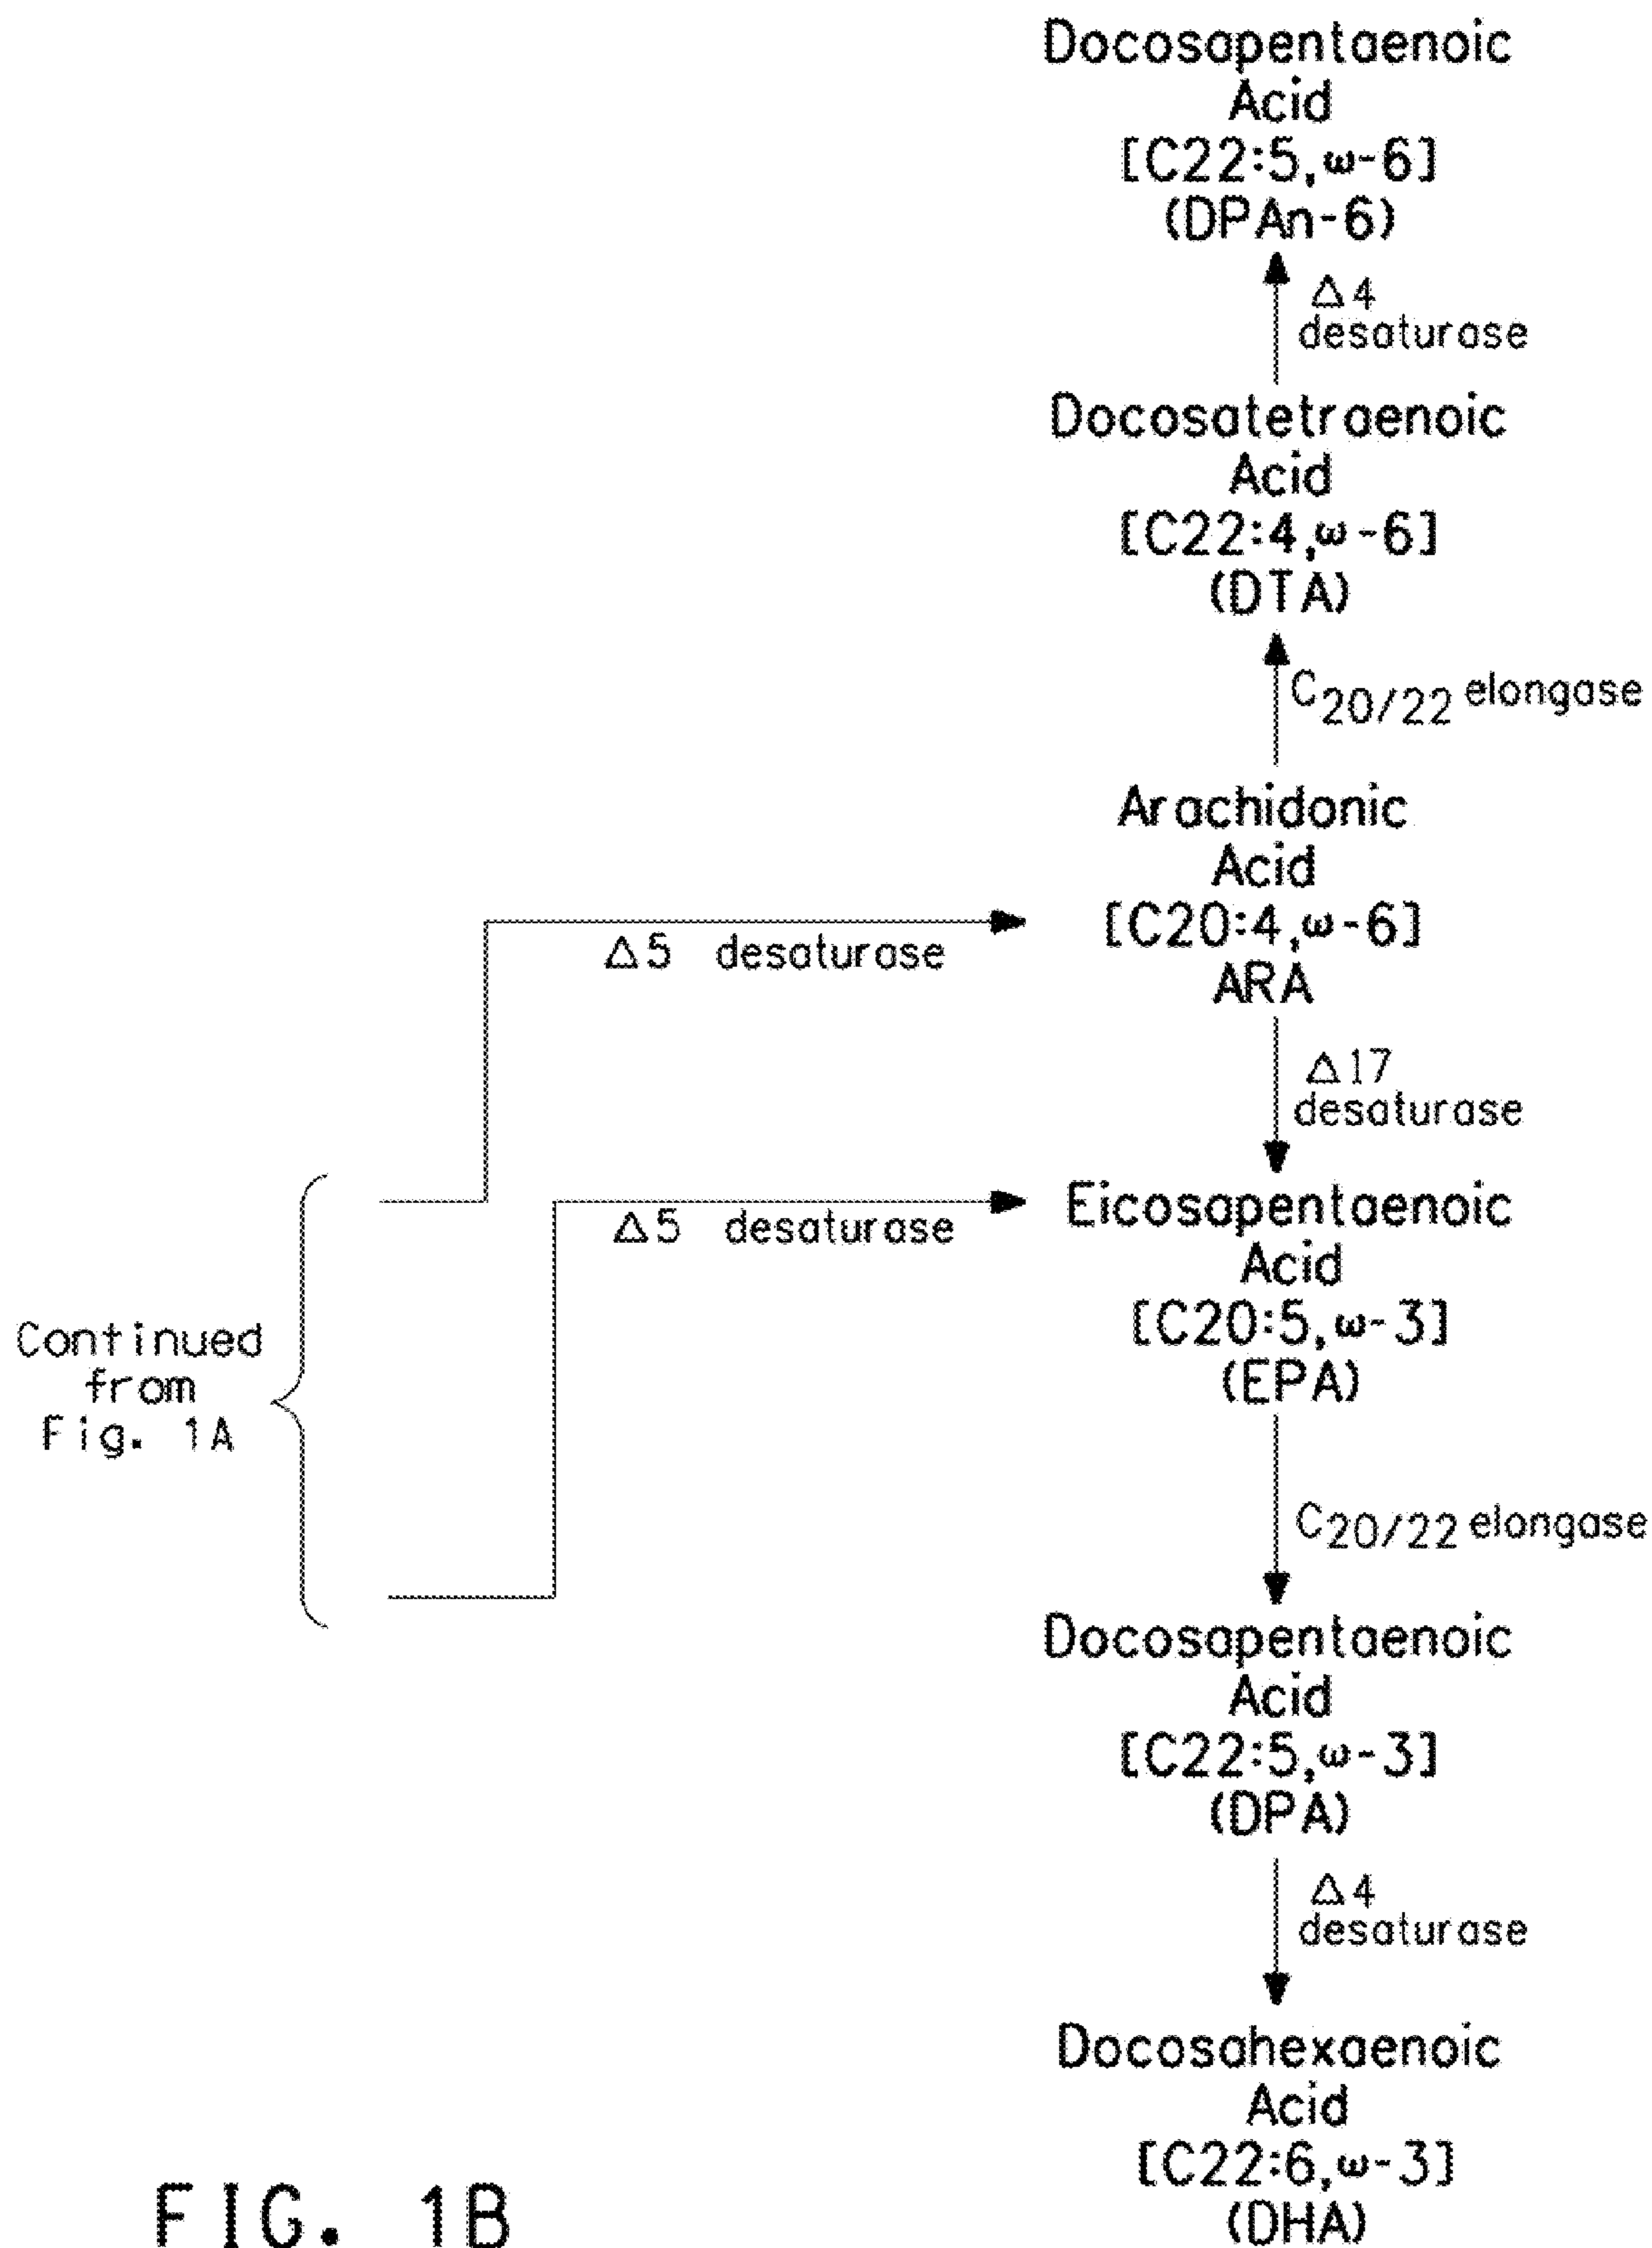 Docosapentaenoic
Acid
[C22:5,ω-6]
(DPAn-6)
Δ4
desaturase
Docosatetraenoic
Acid
[C22:4,ω-6]
(DTA)
C20/22 elongase
Arachidonic
Acid
[C20:4,ω-6]
ARA
Δ5 desaturase
Δ17
desaturase
Eicosapentaenoic
Acid
[C20:5,ω-3]
(EPA)
Δ5 desaturase
Continued
from
Fig. 1A
C20/22 elongase
Docosapentaenoic
Acid
[C22:5,ω-3]
(DPA)
Δ4
desaturase
Docosahexaenoic
Acid
[C22:6,ω-3]
(DHA)
FIG. 1B